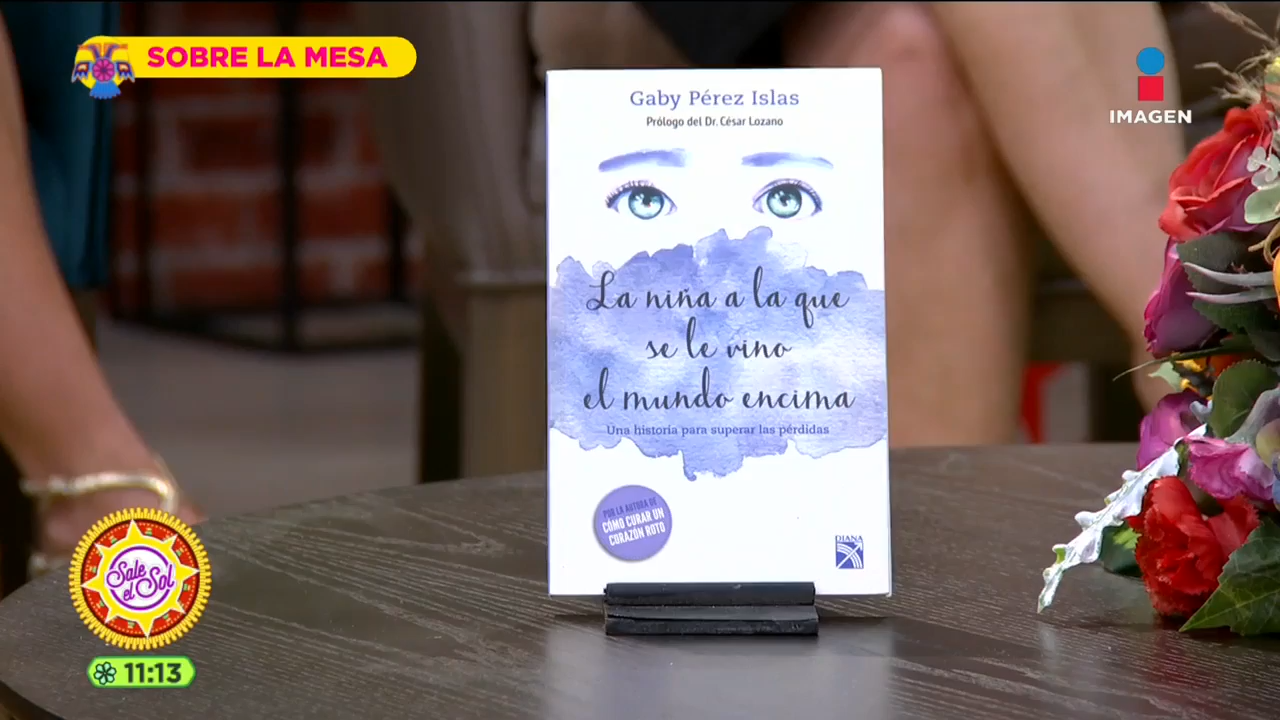 SOBRE LA MESA
IMAGEN
Gaby Pérez Islas
Prólogo del Dr. César Lozano
La niña a la que
se le vino
el mundo encima
Una historia para superar las pérdidas
POR LA AUTORA DE
CÓMO CURAR UN
CORAZÓN ROTO
DIANA
Sale
el Sol
11:13